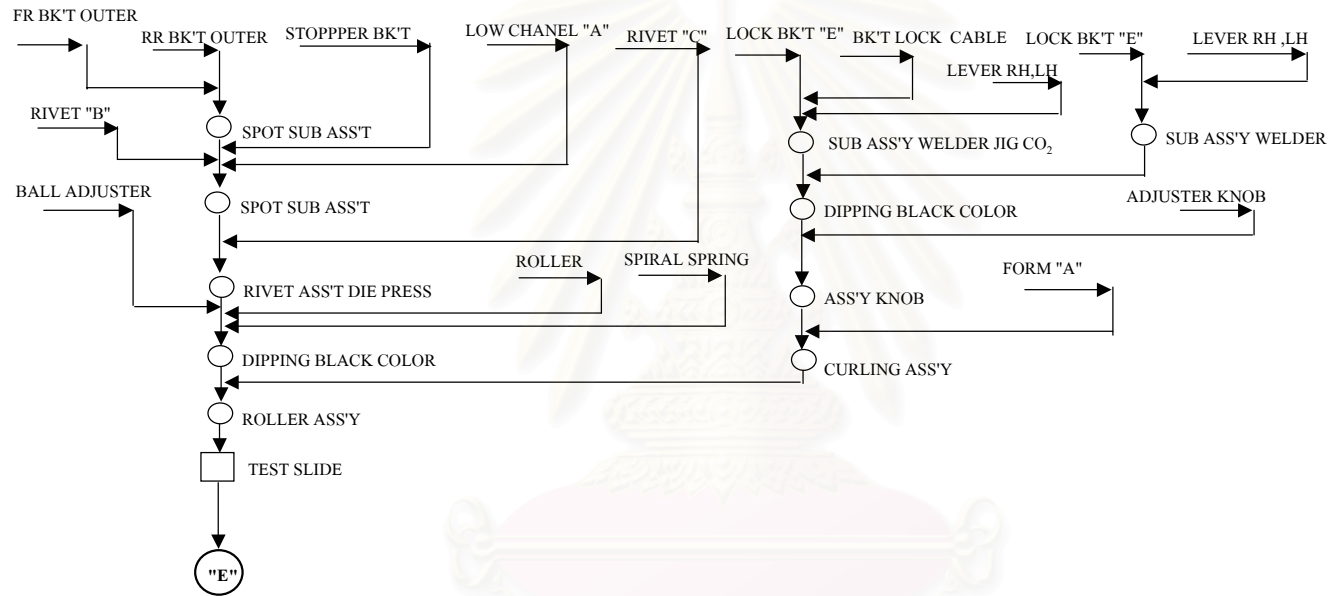 FR BK'T OUTER
RR BK'T OUTER
STOPPPER BK'T
LOW CHANEL "A"
RIVET "C"
LOCK BK'T "E"
BK'T LOCK CABLE
LOCK BK'T "E"
LEVER RH ,LH
LEVER RH,LH
RIVET "B"
SPOT SUB ASS'T
SUB ASS'Y WELDER JIG CO₂
SUB ASS'Y WELDER
BALL ADJUSTER
SPOT SUB ASS'T
DIPPING BLACK COLOR
ADJUSTER KNOB
ROLLER
SPIRAL SPRING
FORM "A"
RIVET ASS'T DIE PRESS
ASS'Y KNOB
DIPPING BLACK COLOR
CURLING ASS'Y
ROLLER ASS'Y
TEST SLIDE
"E"